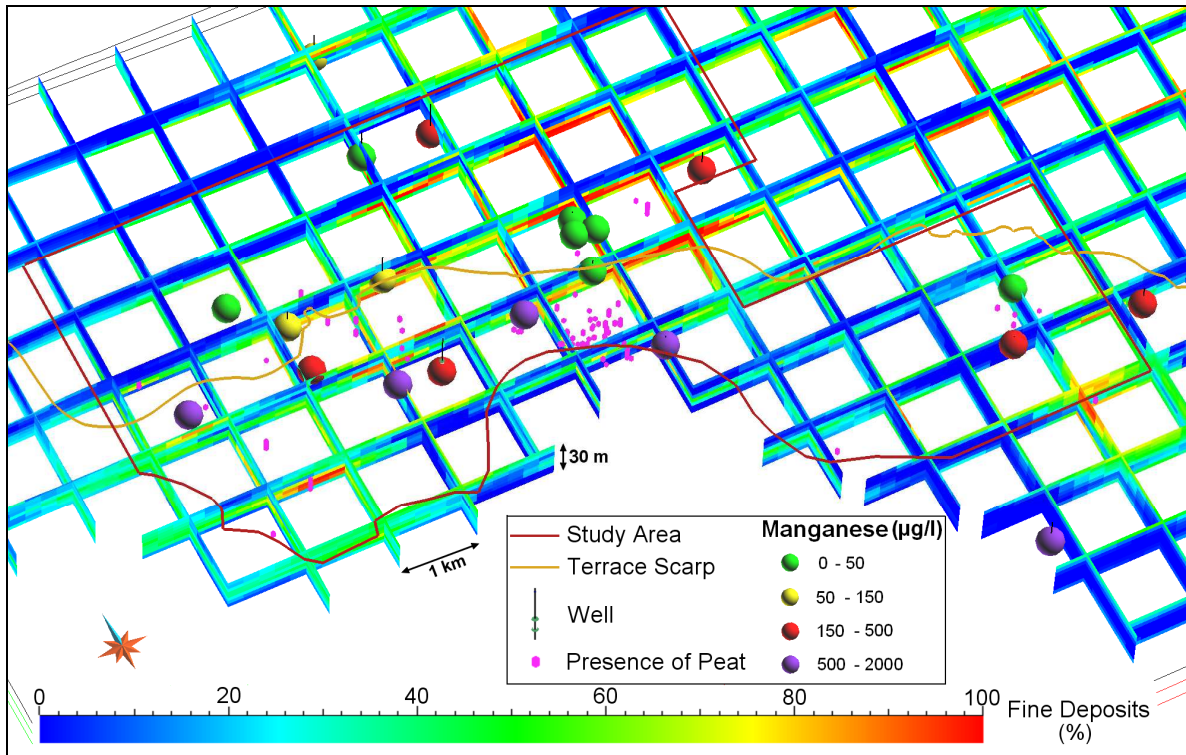 30 m
1 km
Study Area
Terrace Scarp
Well
Presence of Peat
Manganese (µg/l)
0 - 50
50 - 150
150 - 500
500 - 2000
0 20 40 60 80 100
Fine Deposits
(%)